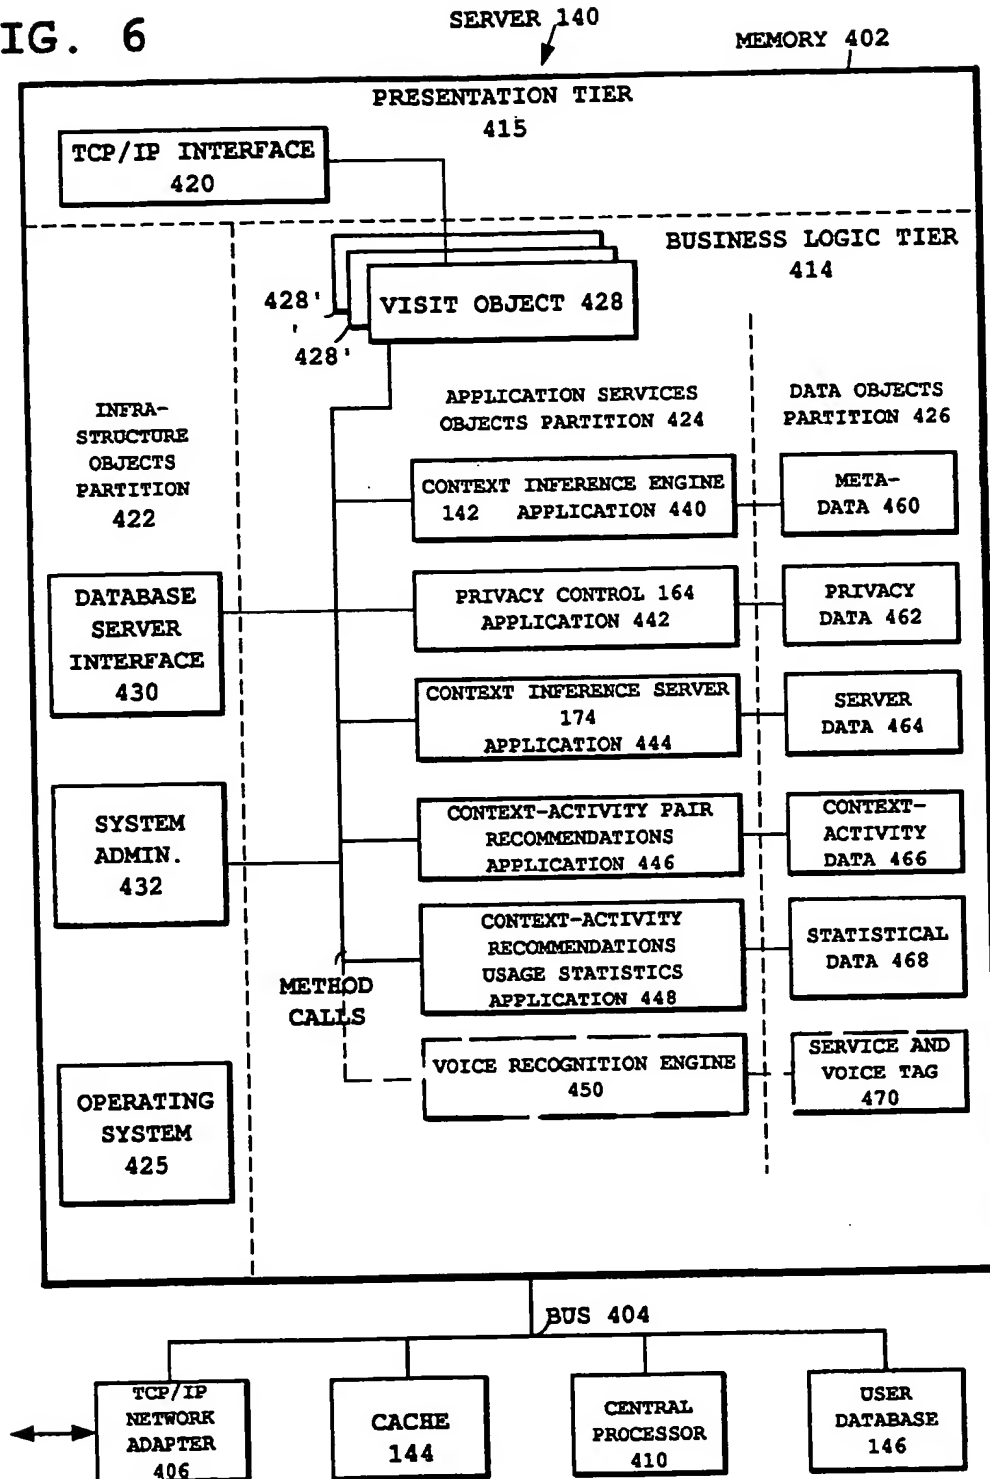 IG. 6
SERVER 140
MEMORY 402
PRESENTATION TIER
415
TCP/IP INTERFACE
420
BUSINESS LOGIC TIER
414
VISIT OBJECT 428
428'
'
428'
INFRA-
STRUCTURE
OBJECTS
PARTITION
422
APPLICATION SERVICES
OBJECTS PARTITION 424
DATA OBJECTS
PARTITION 426
CONTEXT INFERENCE ENGINE
142 APPLICATION 440
META-
DATA 460
DATABASE
SERVER
INTERFACE
430
PRIVACY CONTROL 164
APPLICATION 442
PRIVACY
DATA 462
CONTEXT INFERENCE SERVER
174
APPLICATION 444
SERVER
DATA 464
SYSTEM
ADMIN.
432
CONTEXT-ACTIVITY PAIR
RECOMMENDATIONS
APPLICATION 446
CONTEXT-
ACTIVITY
DATA 466
CONTEXT-ACTIVITY
RECOMMENDATIONS
USAGE STATISTICS
APPLICATION 448
STATISTICAL
DATA 468
METHOD
CALLS
VOICE RECOGNITION ENGINE
450
SERVICE AND
VOICE TAG
470
OPERATING
SYSTEM
425
BUS 404
TCP/IP
NETWORK
ADAPTER
406
CACHE
144
CENTRAL
PROCESSOR
410
USER
DATABASE
146